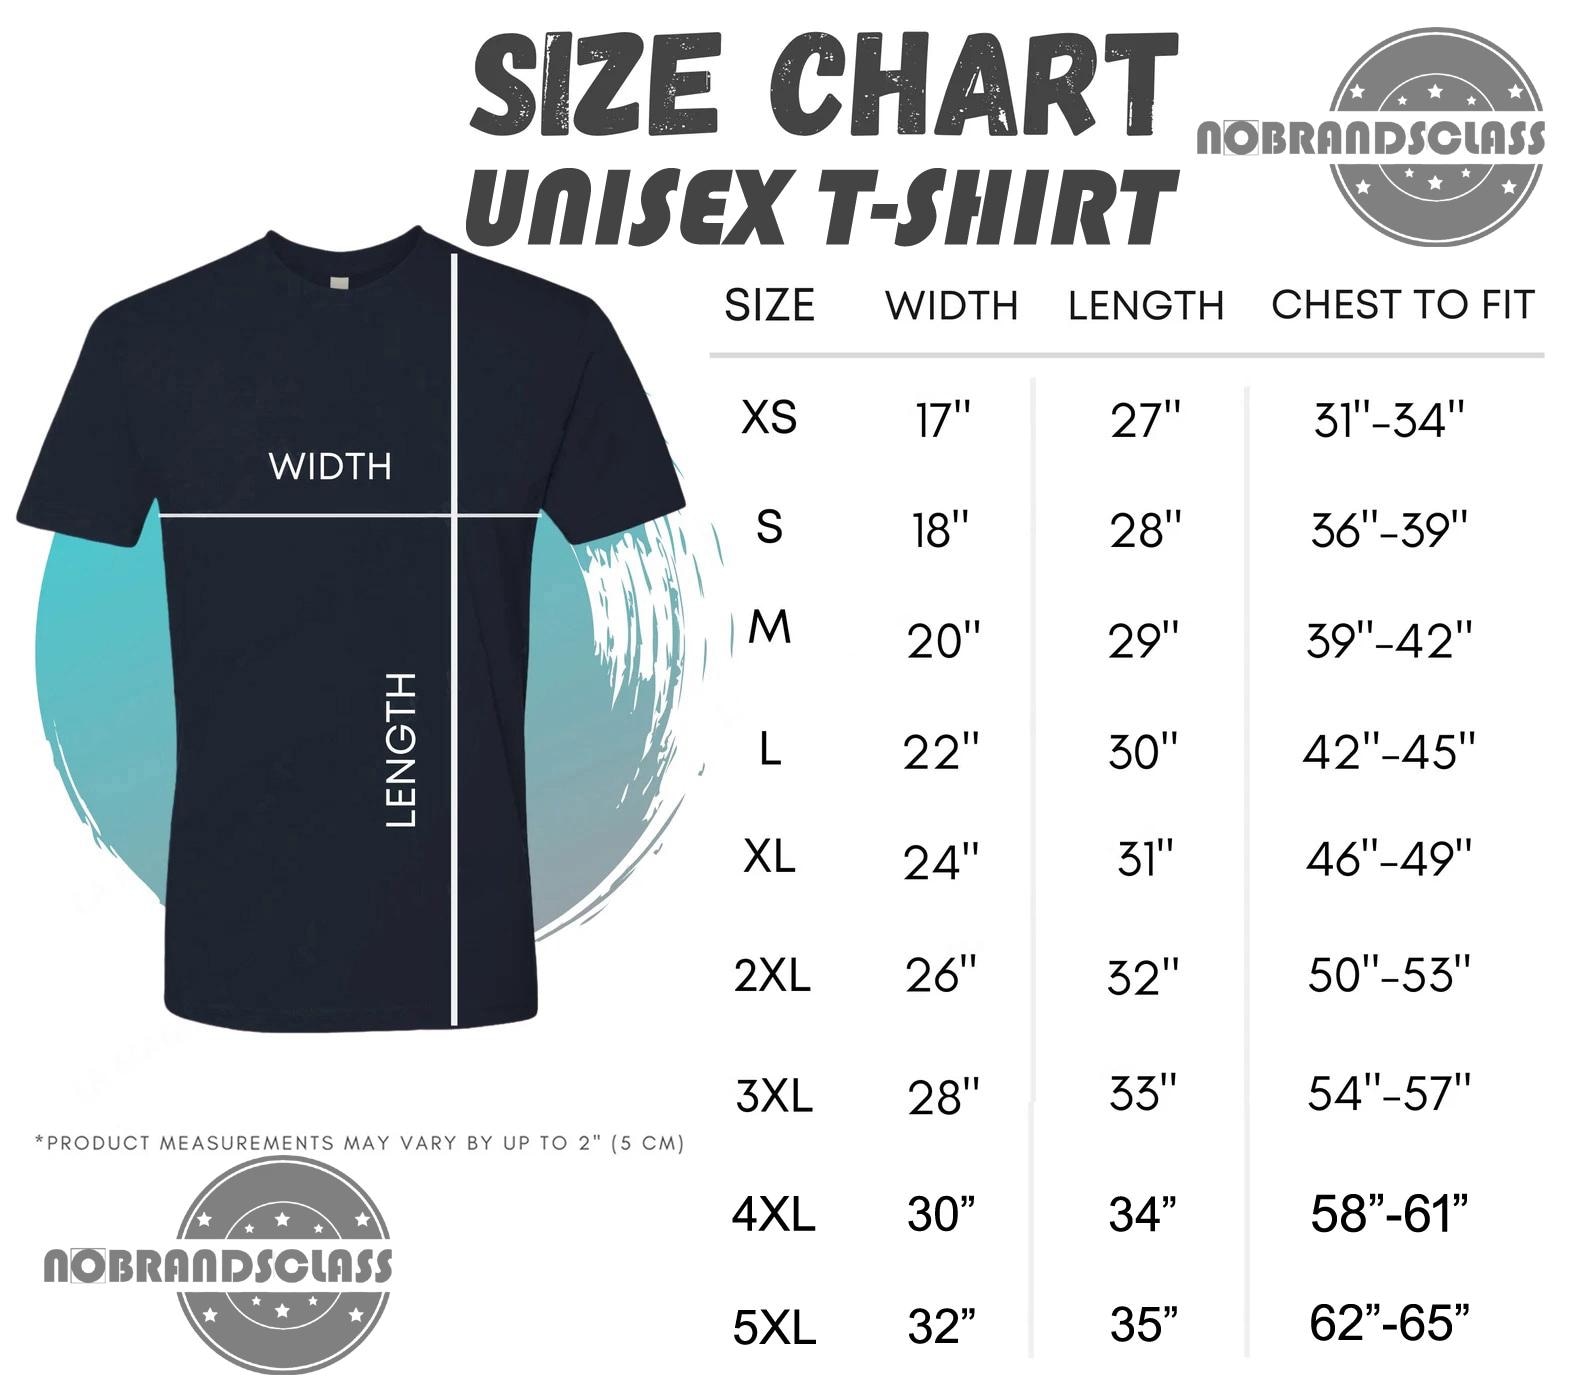 SIZE CHART
UNISEX T-SHIRT
NOBRANDSCLASS
SIZE WIDTH LENGTH CHEST TO FIT
XS 17" 27" 31"-34"
S 18" 28" 36"-39"
M 20" 29" 39"-42"
L 22" 30" 42"-45"
XL 24" 31" 46"-49"
2XL 26" 32" 50"-53"
3XL 28" 33" 54"-57"
4XL 30” 34” 58”-61”
5XL 32” 35” 62”-65”
WIDTH
LENGTH
*PRODUCT MEASUREMENTS MAY VARY BY UP TO 2" (5 CM)
NOBRANDSCLASS